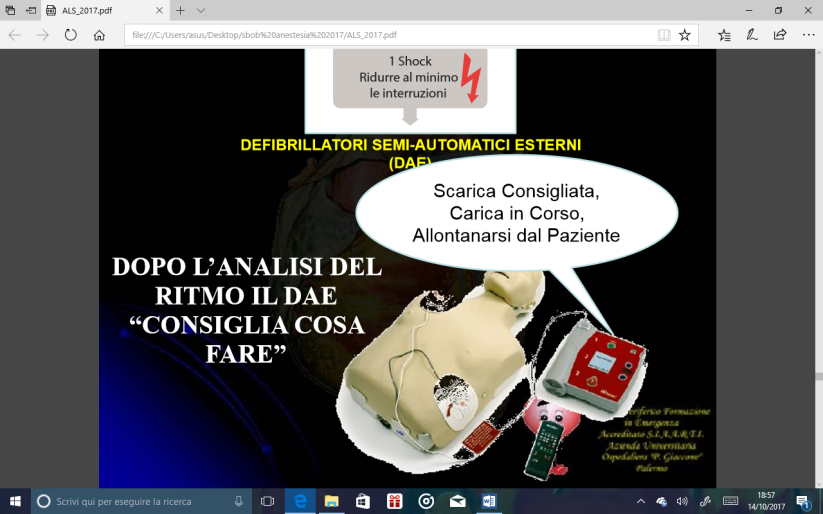 ALS_2017.pdf
file:///C:/Users/asus/Desktop/sbob%20anestesia%202017/ALS_2017.pdf
1 Shock
Ridurre al minimo
le interruzioni
DEFIBRILLATORI SEMI-AUTOMATICI ESTERNI
(DAE)
Scarica Consigliata,
Carica in Corso,
Allontanarsi dal Paziente
DOPO L’ANALISI DEL
RITMO IL DAE
“CONSIGLIA COSA
FARE”
Formazione
in Emergenza
Accreditato S.I.A.A.R.T.I.
Azienda Universitaria
Ospedaliera "P. Giaccone"
Palermo
Scrivi qui per eseguire la ricerca
18:57
14/10/2017